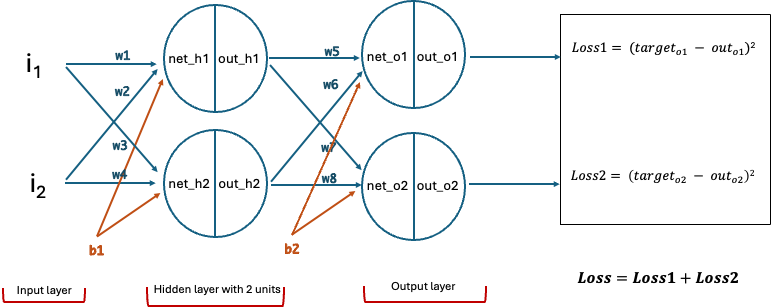 i1
i2
w1
w2
w3
w4
b1
net_h1 out_h1
net_h2 out_h2
w5
w6
w7
w8
b2
net_o1 out_o1
net_o2 out_o2
Loss1 = (target_o1 − out_o1)²
Loss2 = (target_o2 − out_o2)²
Loss = Loss1 + Loss2
Input layer
Hidden layer with 2 units
Output layer